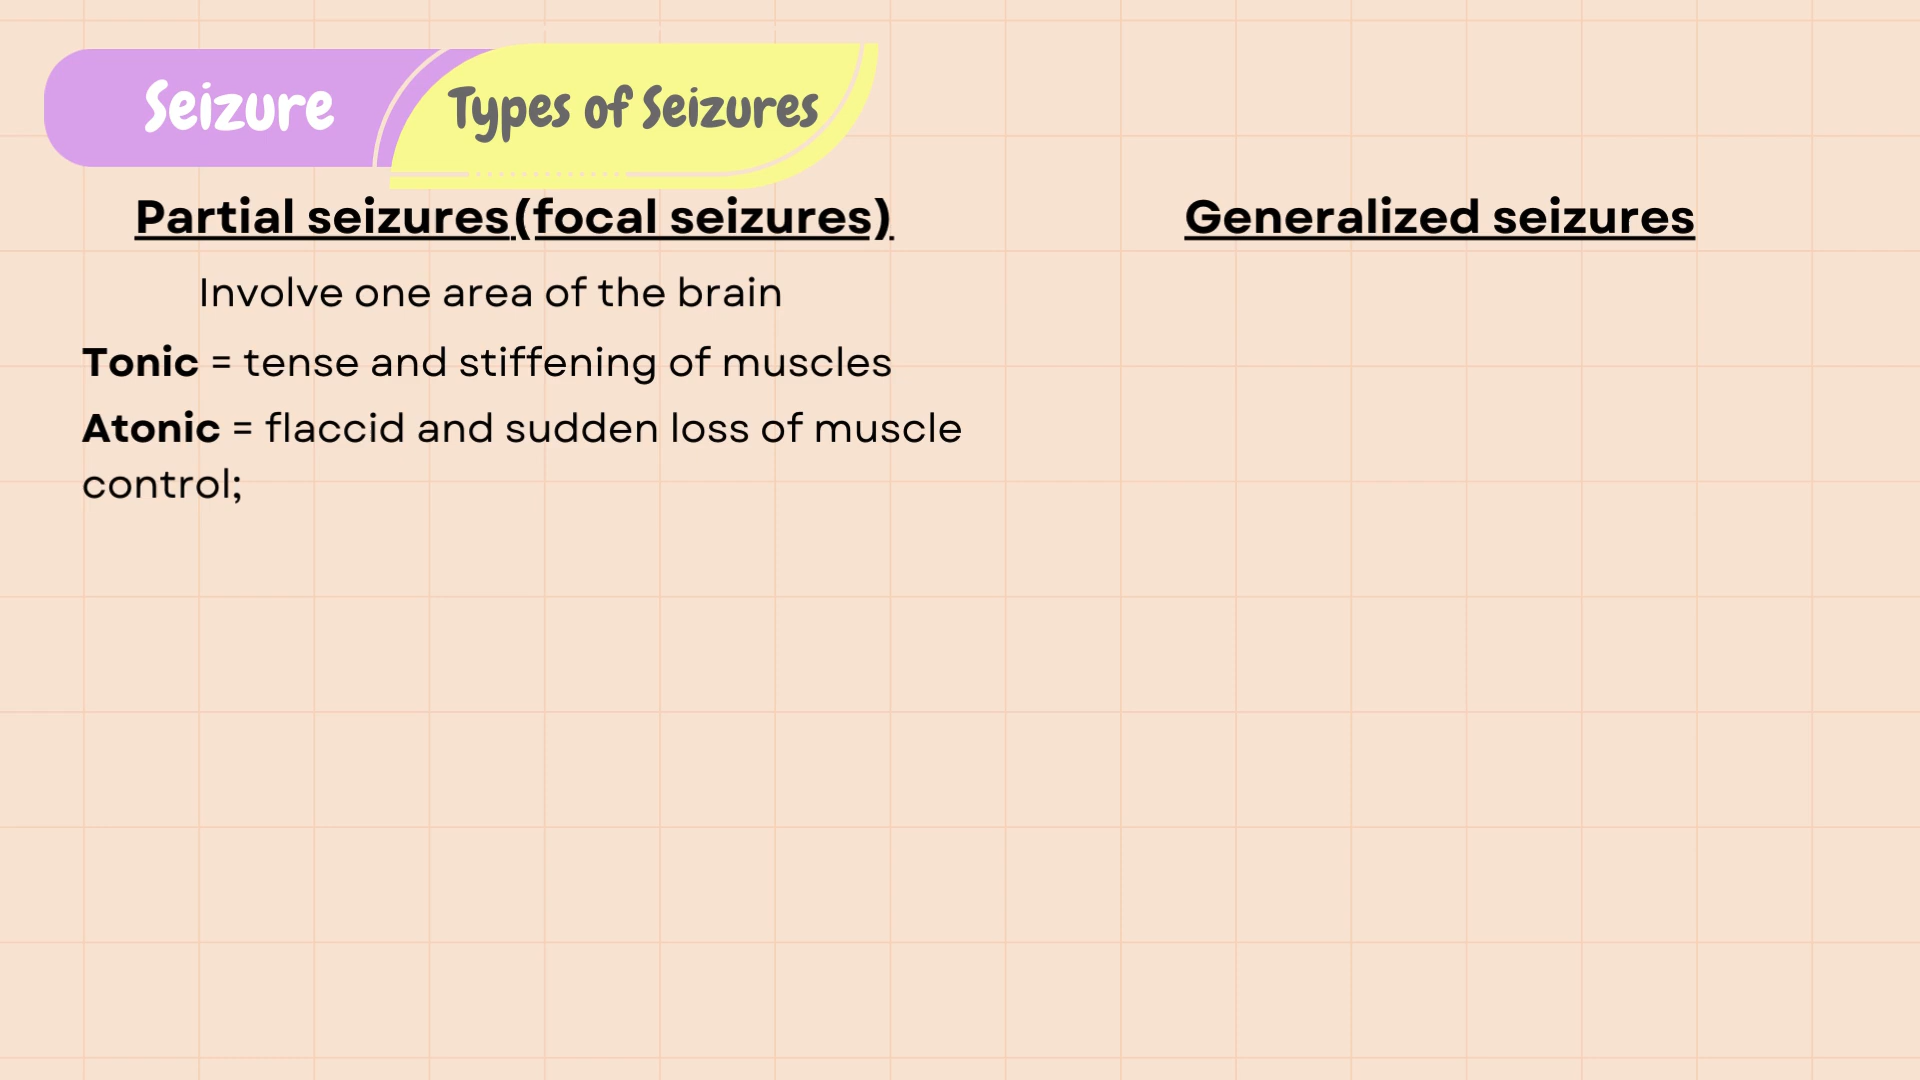 Seizure
Types of Seizures
Partial seizures (focal seizures)
Generalized seizures
Involve one area of the brain
Tonic = tense and stiffening of muscles
Atonic = flaccid and sudden loss of muscle
control;